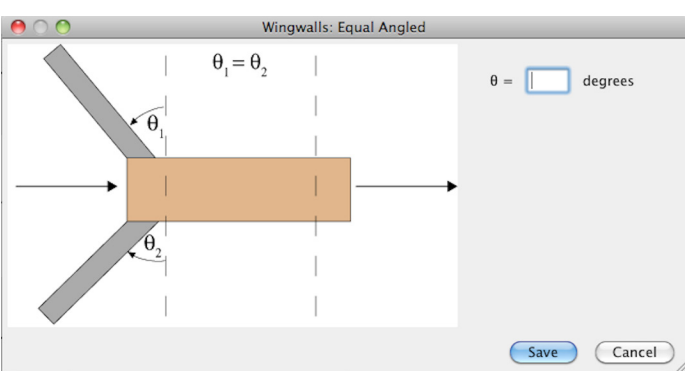 Wingwalls: Equal Angled
θ₁ = θ₂
θ = degrees
θ₁
θ₂
Save Cancel